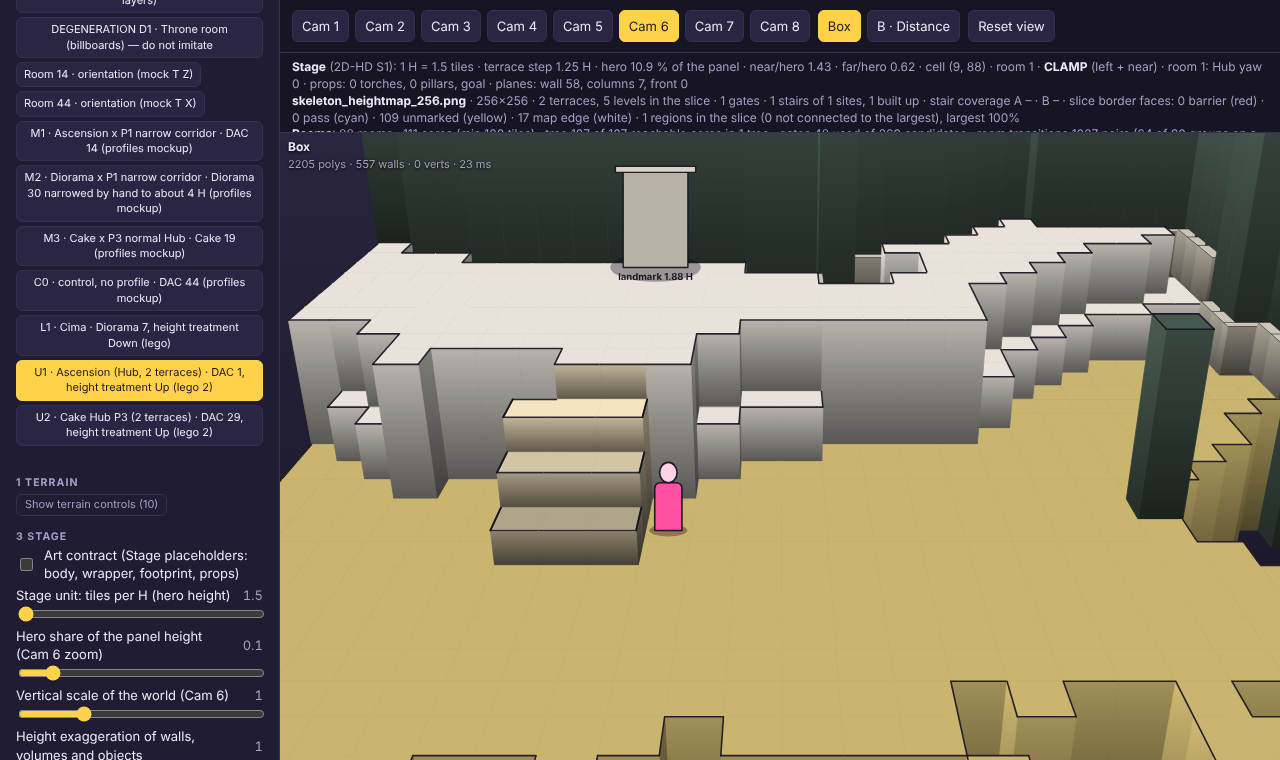 layers)
DEGENERATION D1 · Throne room
(billboards) — do not imitate
Room 14 · orientation (mock T Z)
Room 44 · orientation (mock T X)
M1 · Ascension x P1 narrow corridor · DAC
14 (profiles mockup)
M2 · Diorama x P1 narrow corridor · Diorama
30 narrowed by hand to about 4 H (profiles
mockup)
M3 · Cake x P3 normal Hub · Cake 19
(profiles mockup)
C0 · control, no profile · DAC 44 (profiles
mockup)
L1 · Cima · Diorama 7, height treatment
Down (lego)
U1 · Ascension (Hub, 2 terraces) · DAC 1,
height treatment Up (lego 2)
U2 · Cake Hub P3 (2 terraces) · DAC 29,
height treatment Up (lego 2)
1 TERRAIN
Show terrain controls (10)
3 STAGE
Art contract (Stage placeholders:
body, wrapper, footprint, props)
Stage unit: tiles per H (hero height) 1.5
Hero share of the panel height
(Cam 6 zoom) 0.1
Vertical scale of the world (Cam 6) 1
Height exaggeration of walls,
volumes and objects 1
Cam 1 Cam 2 Cam 3 Cam 4 Cam 5 Cam 6 Cam 7 Cam 8 Box B · Distance Reset view
Stage (2D-HD S1): 1 H = 1.5 tiles · terrace step 1.25 H · hero 10.9 % of the panel · near/hero 1.43 · far/hero 0.62 · cell (9, 88) · room 1 · CLAMP (left + near) · room 1: Hub yaw
0 · props: 0 torches, 0 pillars, goal · planes: wall 58, columns 7, front 0
skeleton_heightmap_256.png · 256×256 · 2 terraces, 5 levels in the slice · 1 gates · 1 stairs of 1 sites, 1 built up · stair coverage A – · B – · slice border faces: 0 barrier (red) ·
0 pass (cyan) · 109 unmarked (yellow) · 17 map edge (white) · 1 regions in the slice (0 not connected to the largest), largest 100%
Box
2205 polys · 557 walls · 0 verts · 23 ms
landmark 1.88 H